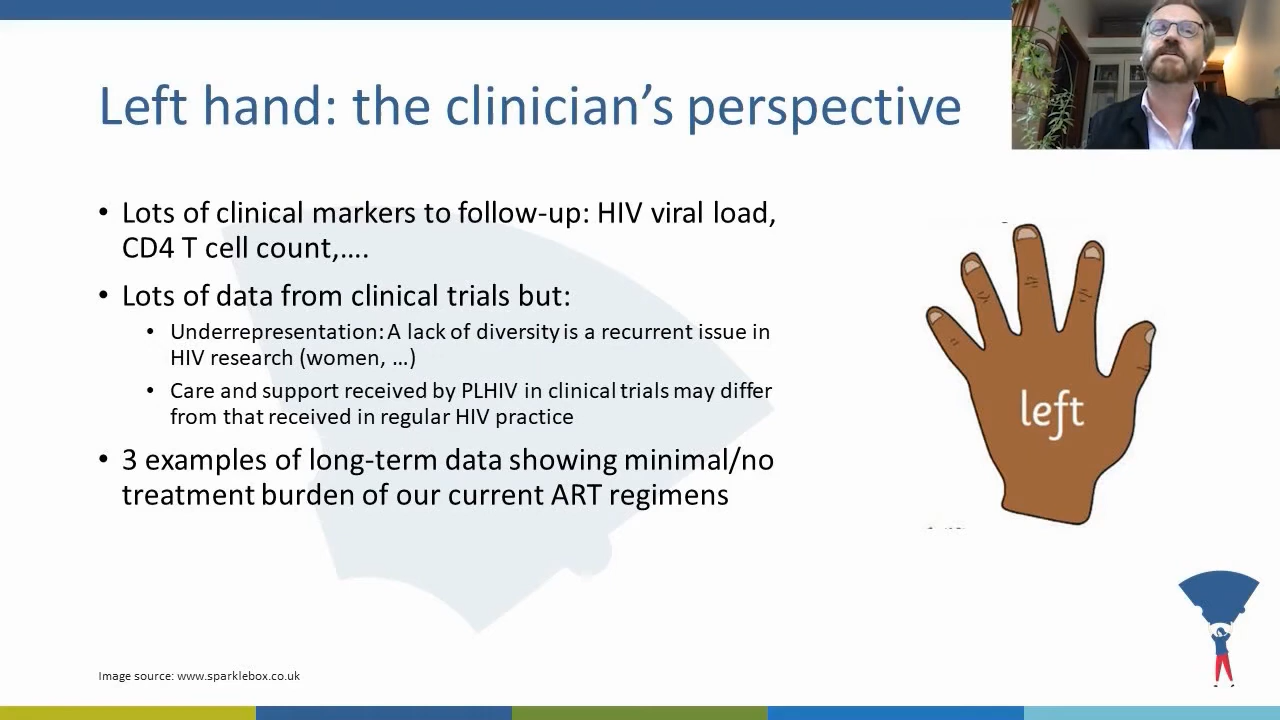 Left hand: the clinician’s perspective
• Lots of clinical markers to follow-up: HIV viral load,
CD4 T cell count,....
• Lots of data from clinical trials but:
• Underrepresentation: A lack of diversity is a recurrent issue in
HIV research (women, ...)
• Care and support received by PLHIV in clinical trials may differ
from that received in regular HIV practice
• 3 examples of long-term data showing minimal/no
treatment burden of our current ART regimens
left
Image source: www.sparklebox.co.uk